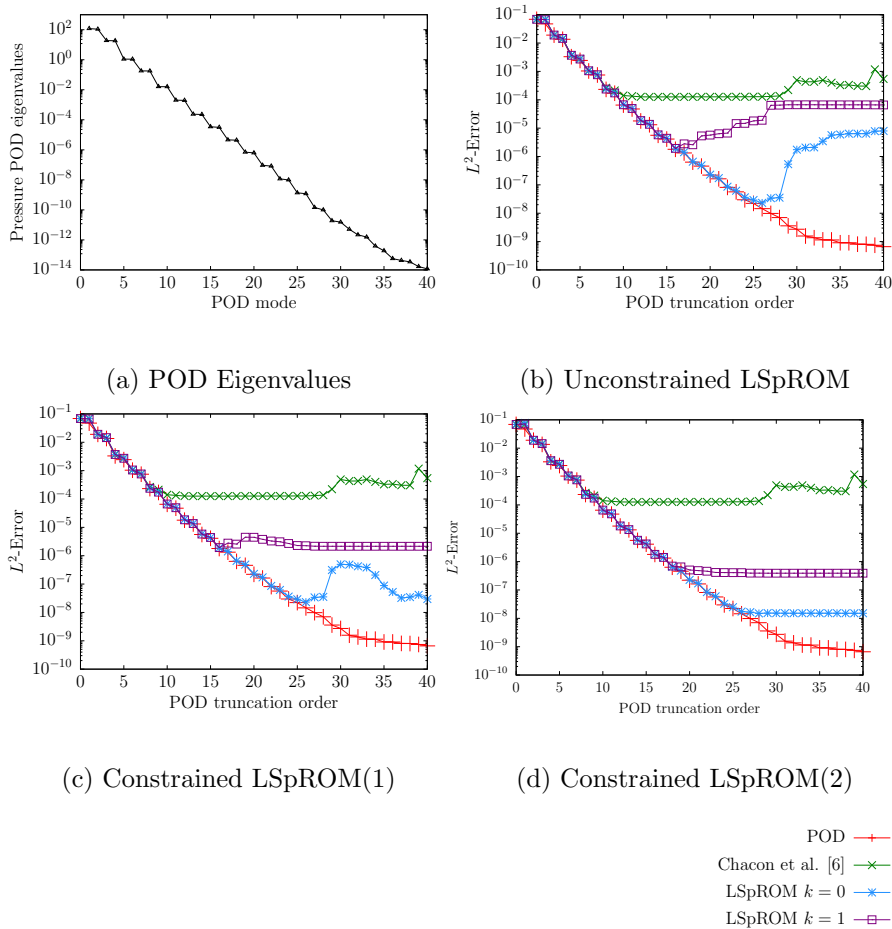 10^2
10^0
10^-2
10^-4
10^-6
10^-8
10^-10
10^-12
10^-14
Pressure POD eigenvalues
0 5 10 15 20 25 30 35 40
POD mode
(a) POD Eigenvalues
10^-1
10^-2
10^-3
10^-4
10^-5
10^-6
10^-7
10^-8
10^-9
10^-10
L^2-Error
0 5 10 15 20 25 30 35 40
POD truncation order
(b) Unconstrained LSpROM
10^-1
10^-2
10^-3
10^-4
10^-5
10^-6
10^-7
10^-8
10^-9
10^-10
L^2-Error
0 5 10 15 20 25 30 35 40
POD truncation order
(c) Constrained LSpROM(1)
10^-1
10^-2
10^-3
10^-4
10^-5
10^-6
10^-7
10^-8
10^-9
10^-10
L^2-Error
0 5 10 15 20 25 30 35 40
POD truncation order
(d) Constrained LSpROM(2)
POD
Chacon et al. [6]
LSpROM k = 0
LSpROM k = 1